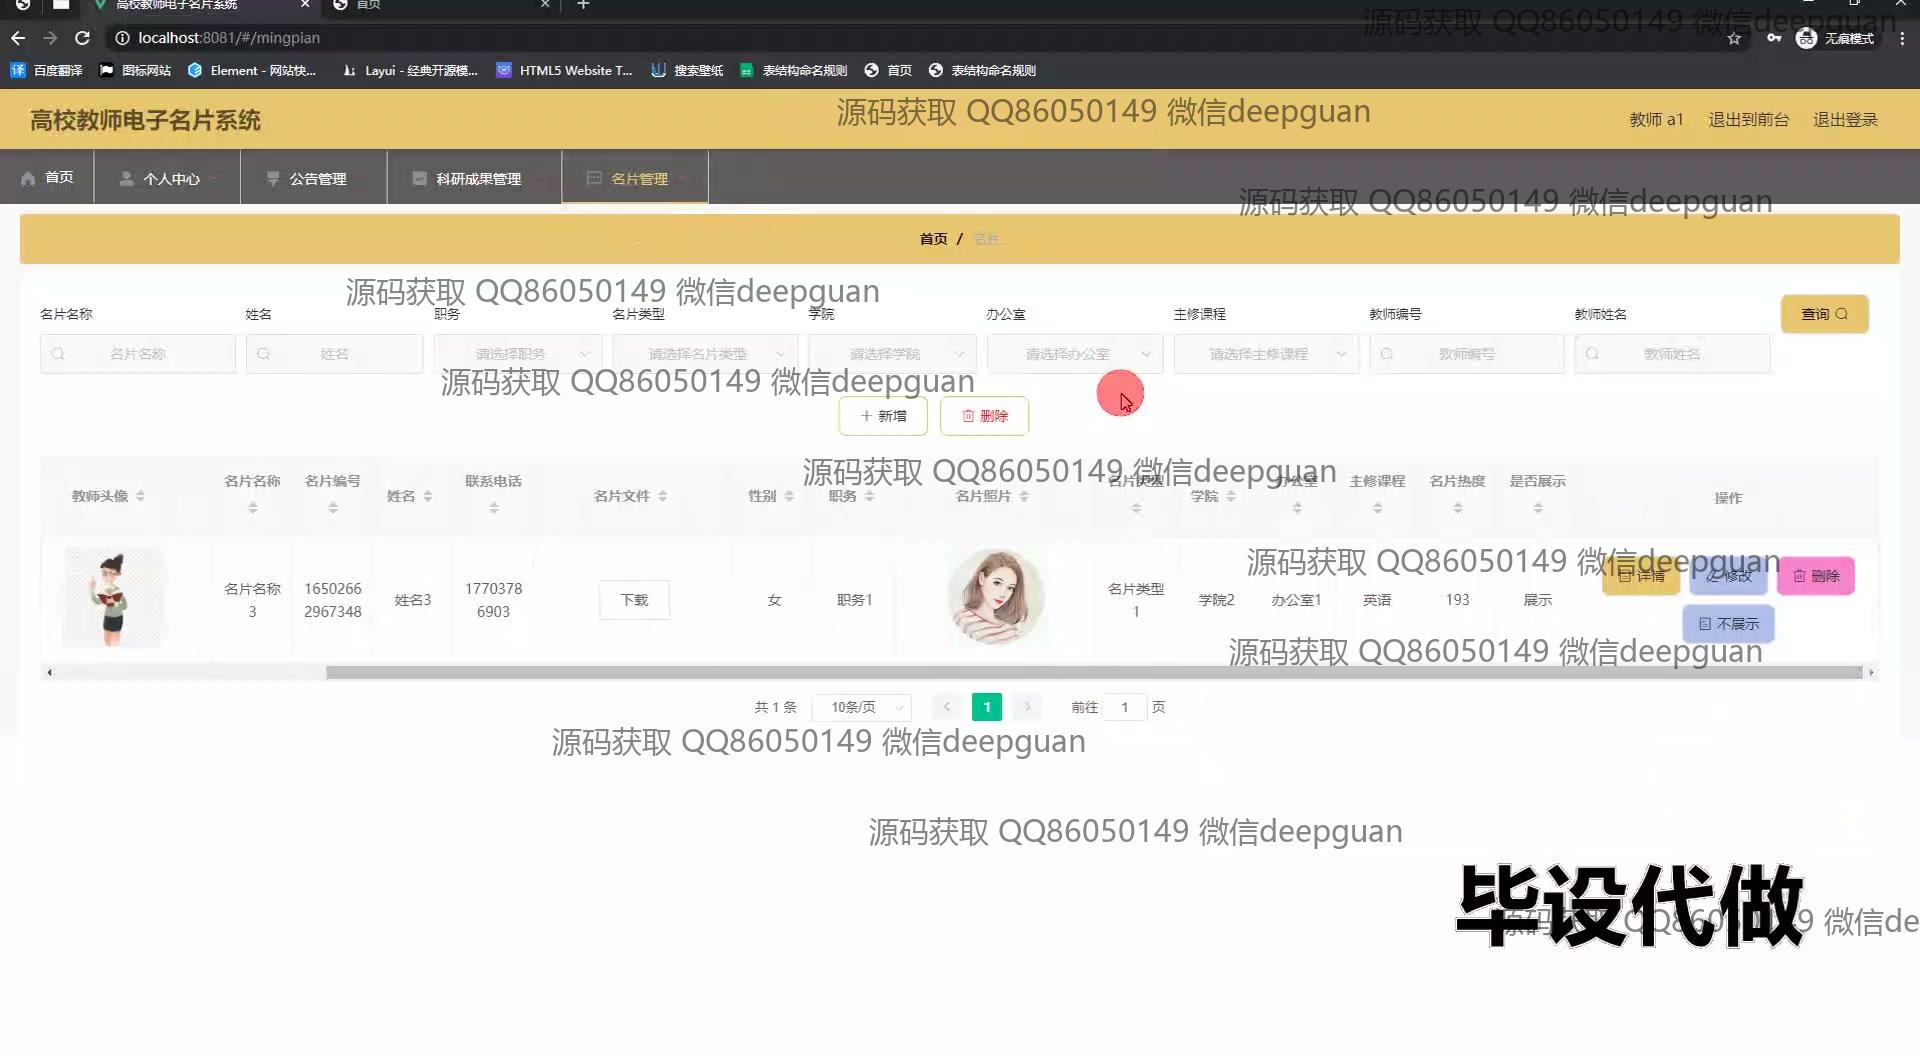 高校教师电子名片系统
首页
localhost:8081/#/mingpian
无痕模式
百度翻译
图标网站
Element - 网站快...
Layui - 经典开源模...
HTML5 Website T...
搜索壁纸
表结构命名规则
首页
表结构命名规则
源码获取 QQ86050149 微信deepguan
高校教师电子名片系统
源码获取 QQ86050149 微信deepguan
教师 a1
退出到前台
退出登录
首页
个人中心
公告管理
科研成果管理
名片管理
源码获取 QQ86050149 微信deepguan
首页 / 名片...
源码获取 QQ86050149 微信deepguan
名片名称
姓名
职务
名片类型
学院
办公室
主修课程
教师编号
教师姓名
查询
名片名称
姓名
请选择职务
请选择名片类型
请选择学院
请选择办公室
请选择主修课程
教师编号
教师姓名
源码获取 QQ86050149 微信deepguan
新增
删除
源码获取 QQ86050149 微信deepguan
教师头像
名片名称
名片编号
姓名
联系电话
名片文件
性别
职务
名片照片
名片类型
学院
办公室
主修课程
名片热度
是否展示
操作
源码获取 QQ86050149 微信deepguan
名片名称
3
1650266
2967348
姓名3
1770378
6903
下载
女
职务1
名片类型
1
学院2
办公室1
英语
193
展示
详情
修改
删除
不展示
源码获取 QQ86050149 微信deepguan
共 1 条
10条/页
1
前往
1
页
源码获取 QQ86050149 微信deepguan
源码获取 QQ86050149 微信deepguan
毕设代做
源码获取 QQ86050149 微信de